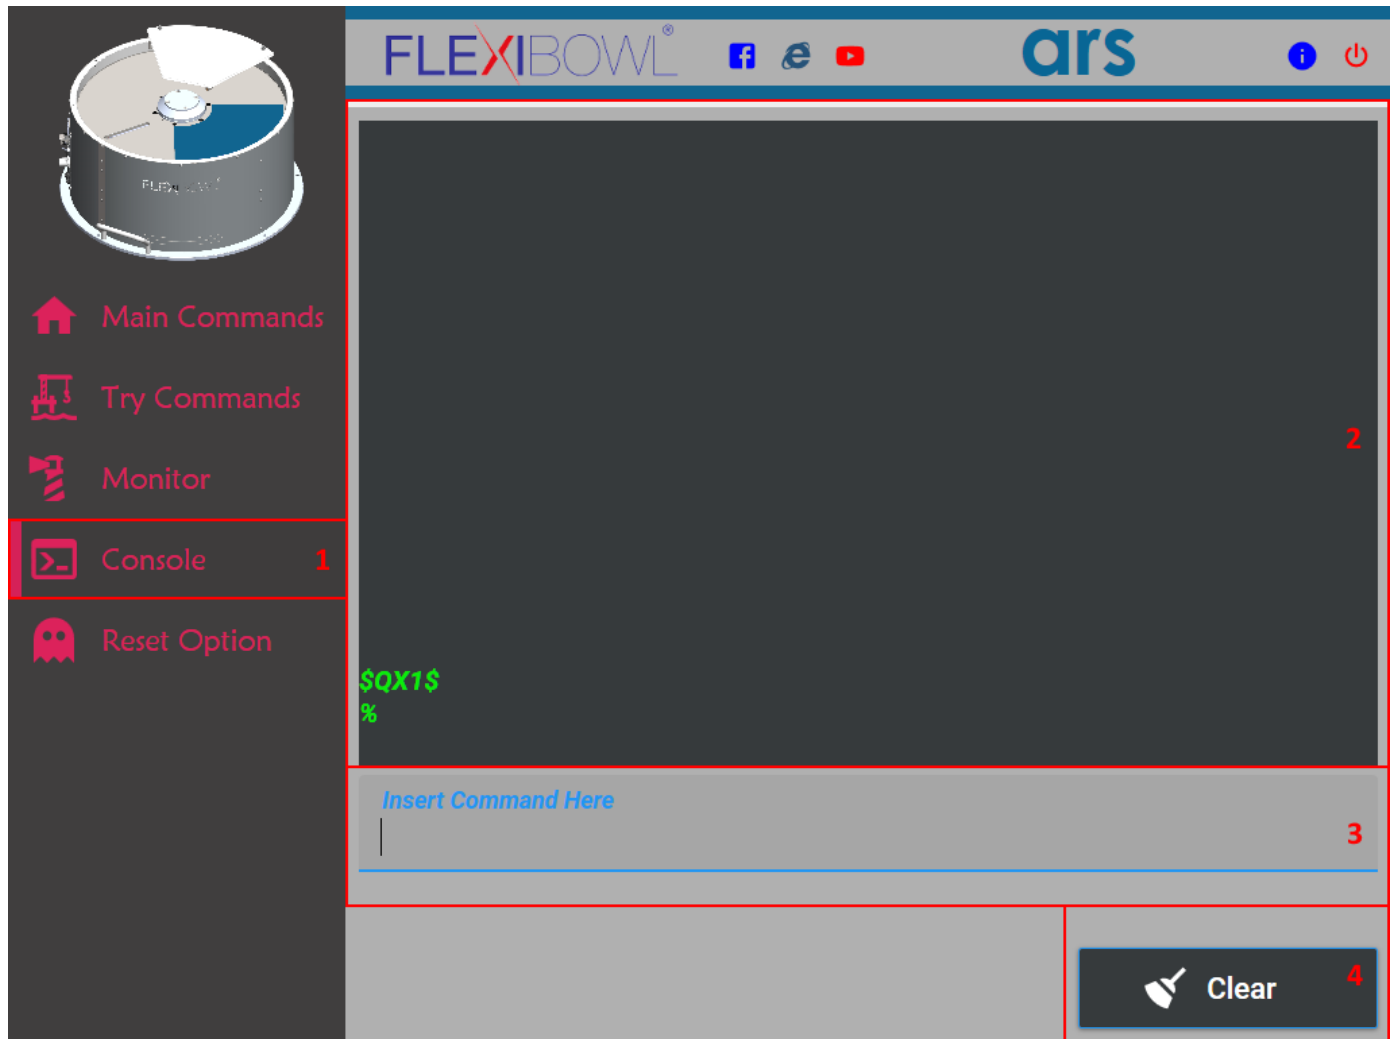 FLEXIBOWL®
ars
Main Commands
Try Commands
Monitor
Console 1
Reset Option
2
$QX1$
%
Insert Command Here
3
Clear 4